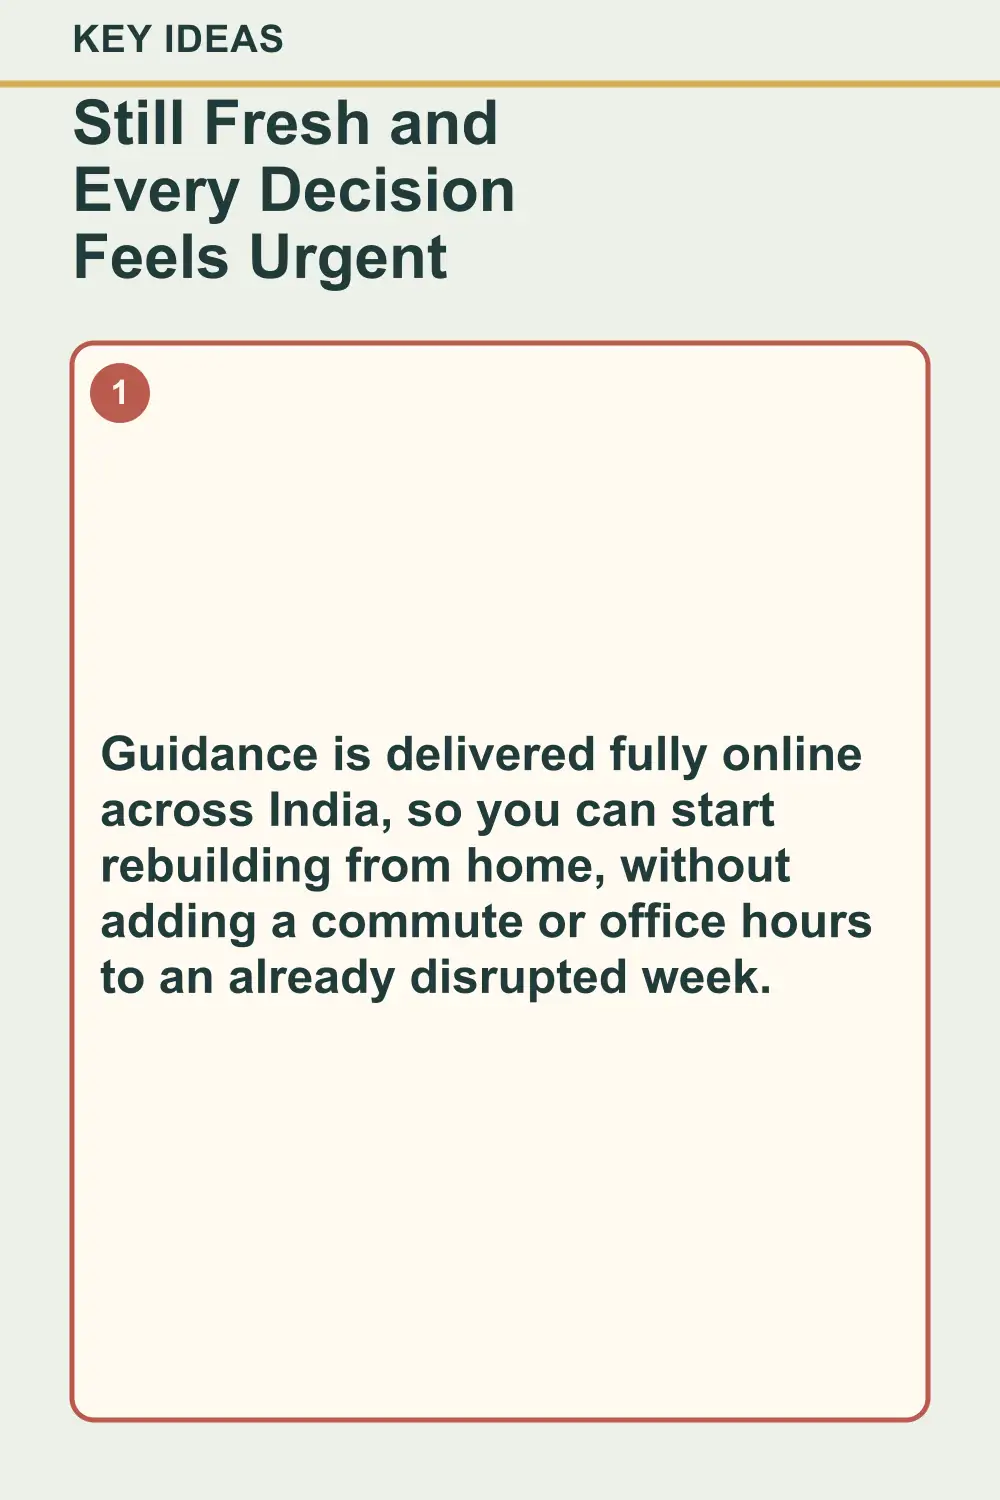 KEY IDEAS
Still Fresh and
Every Decision
Feels Urgent
1
Guidance is delivered fully online
across India, so you can start
rebuilding from home, without
adding a commute or office hours
to an already disrupted week.